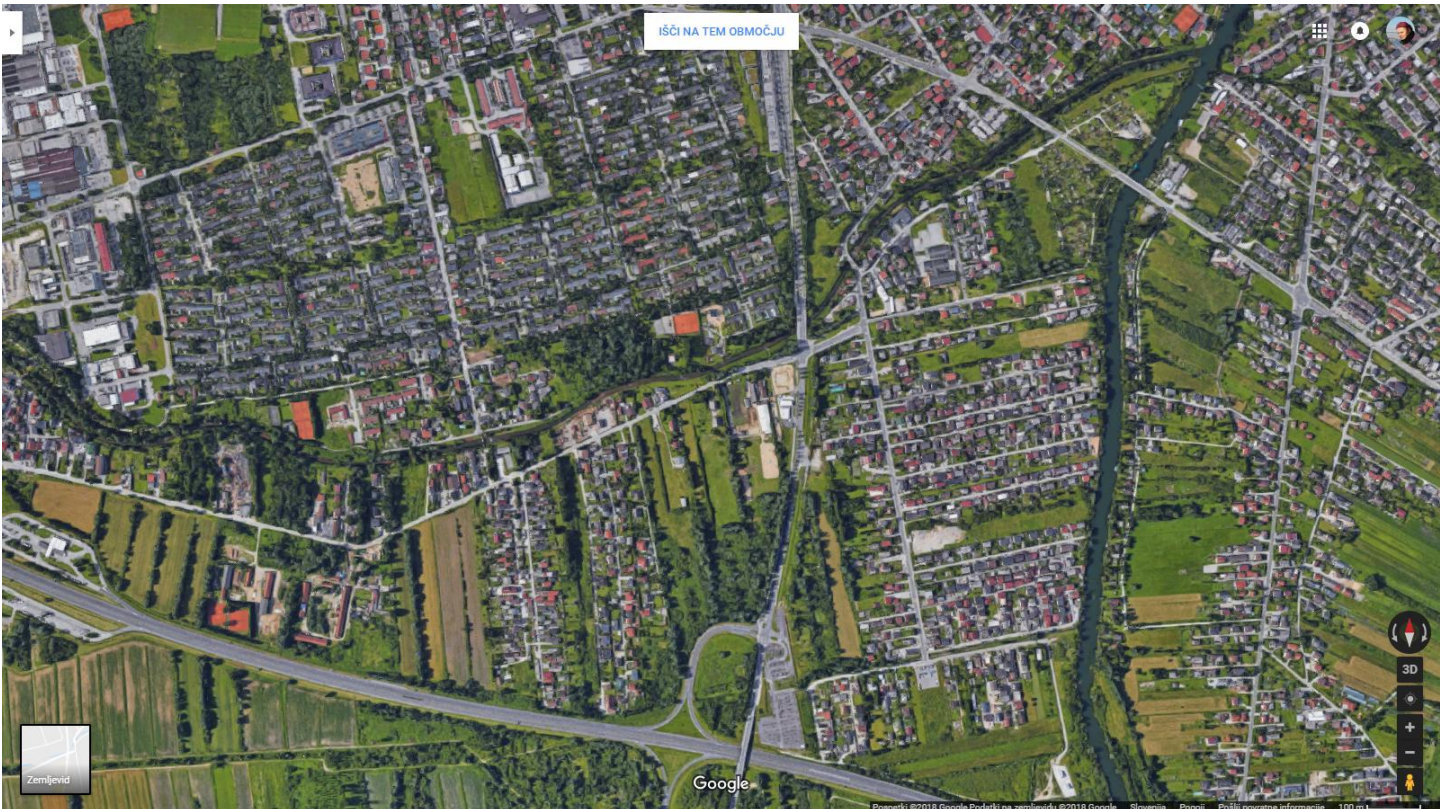 IŠČI NA TEM OBMOČJU
3D
Zemljevid
Google
Posnetki ©2018 Google Podatki na zemljevidu ©2018 Google Slovenija Pogoji Pošlji povratne informacije 100 m